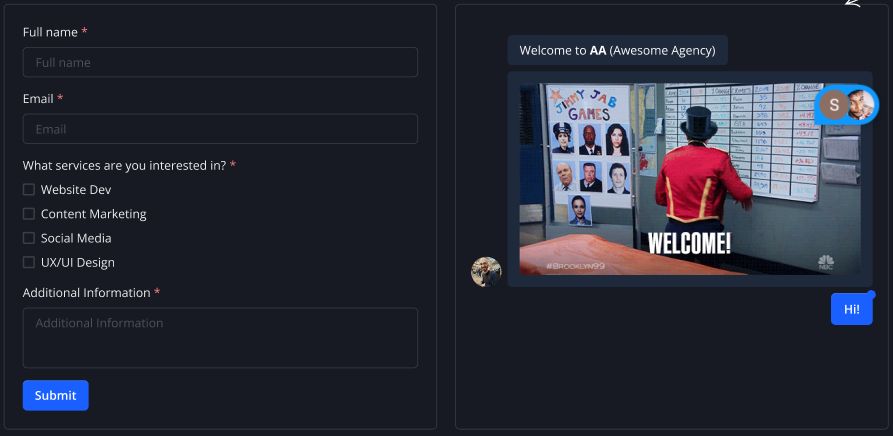 Full name *
Full name
Email *
Email
What services are you interested in? *
Website Dev
Content Marketing
Social Media
UX/UI Design
Additional Information *
Additional Information
Submit
Welcome to AA (Awesome Agency)
JIMMY JAB
GAMES
S
WELCOME!
#BROOKLYN99
NBC
Hi!